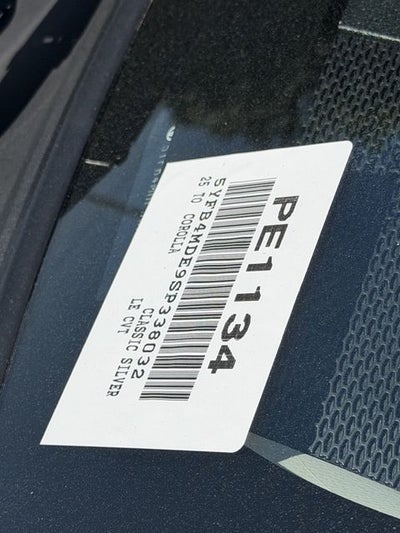 PE1134
5YFB4MDE9SP338032
25 TO COROLLA CLASSIC SILVER
LE CVT